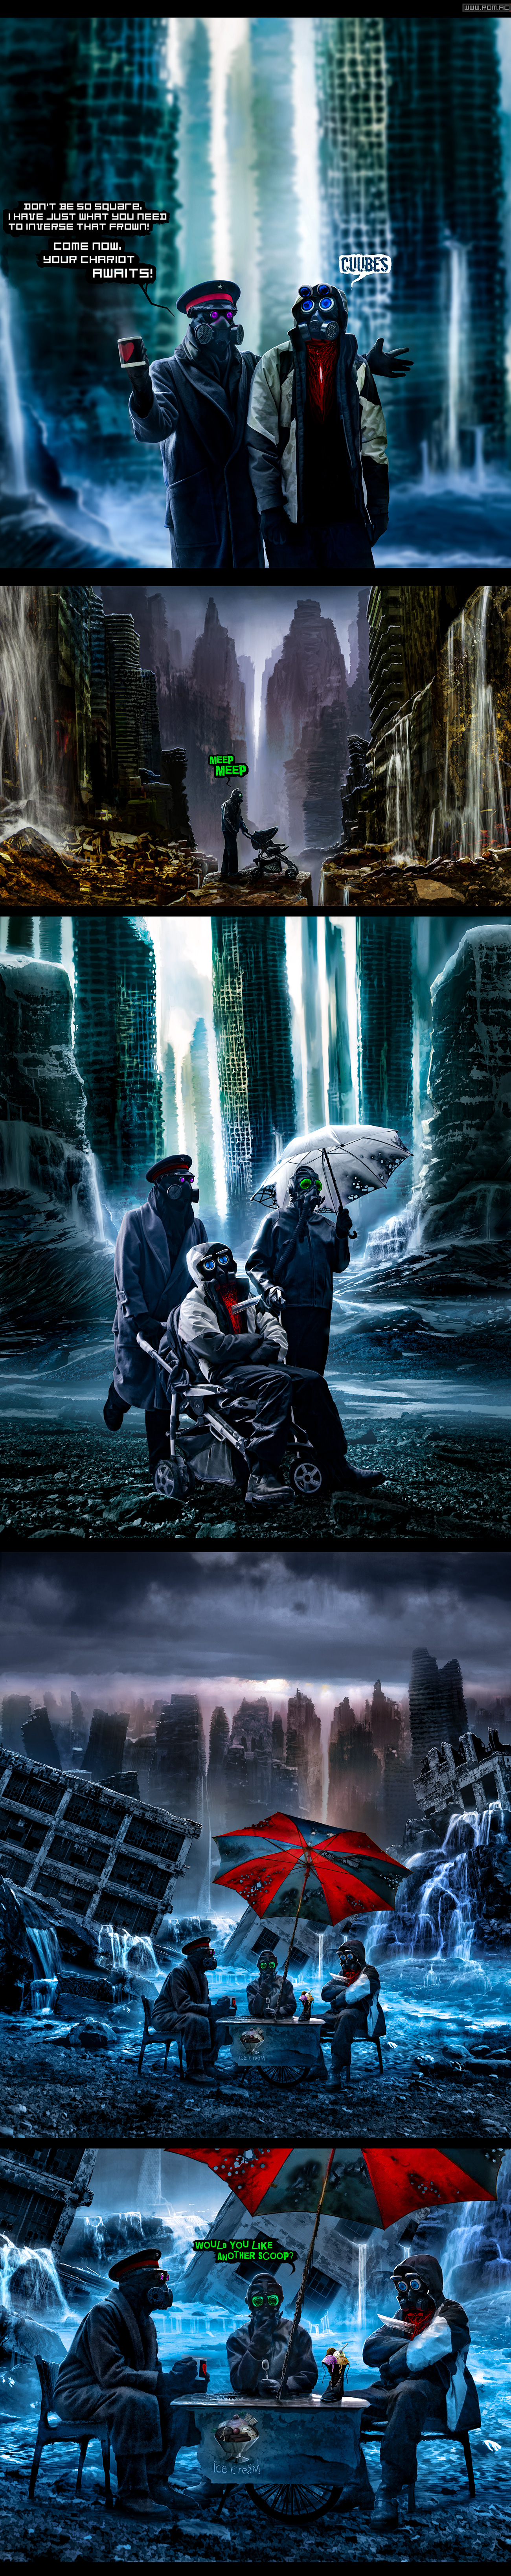 WWW.ROM.AC
DON'T BE SO SQUARE,
I HAVE JUST WHAT YOU NEED
TO INVERSE THAT FROWN!
COME NOW,
YOUR CHARIOT
AWAITS!
CUUBES
MEEP
MEEP
WOULD YOU LIKE
ANOTHER SCOOP?
Ice CreaM